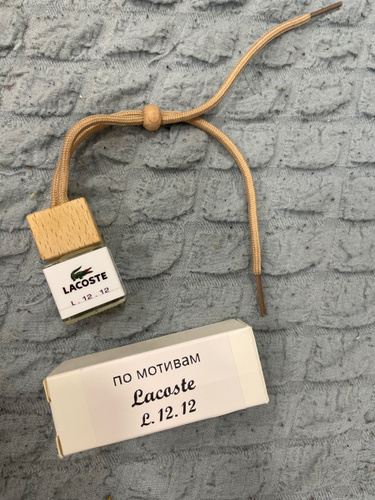 LACOSTE
L.12.12
по мотивам
Lacoste
L.12.12